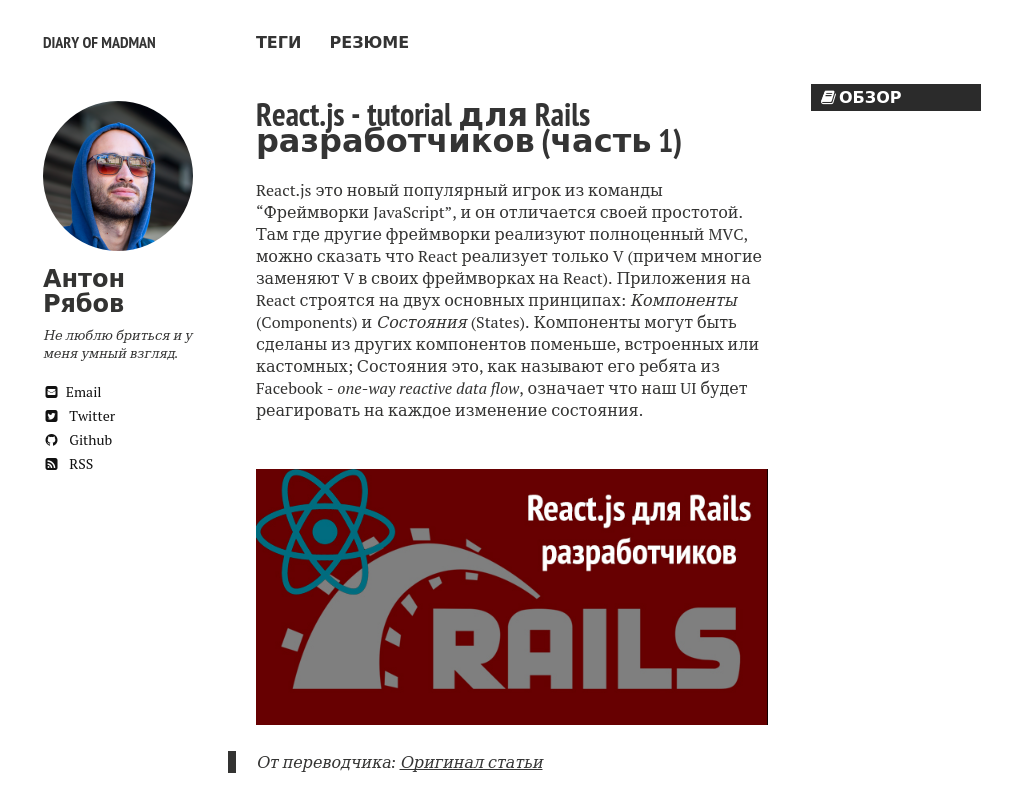 DIARY OF MADMAN
ТЕГИ РЕЗЮМЕ
ОБЗОР
Антон
Рябов
Не люблю бриться и у
меня умный взгляд.
Email
Twitter
Github
RSS
React.js - tutorial для Rails
разработчиков (часть 1)
React.js это новый популярный игрок из команды
“Фреймворки JavaScript”, и он отличается своей простотой.
Там где другие фреймворки реализуют полноценный MVC,
можно сказать что React реализует только V (причем многие
заменяют V в своих фреймворках на React). Приложения на
React строятся на двух основных принципах: Компоненты
(Components) и Состояния (States). Компоненты могут быть
сделаны из других компонентов поменьше, встроенных или
кастомных; Состояния это, как называют его ребята из
Facebook - one-way reactive data flow, означает что наш UI будет
реагировать на каждое изменение состояния.
React.js для Rails
разработчиков
RAILS
От переводчика: Оригинал статьи